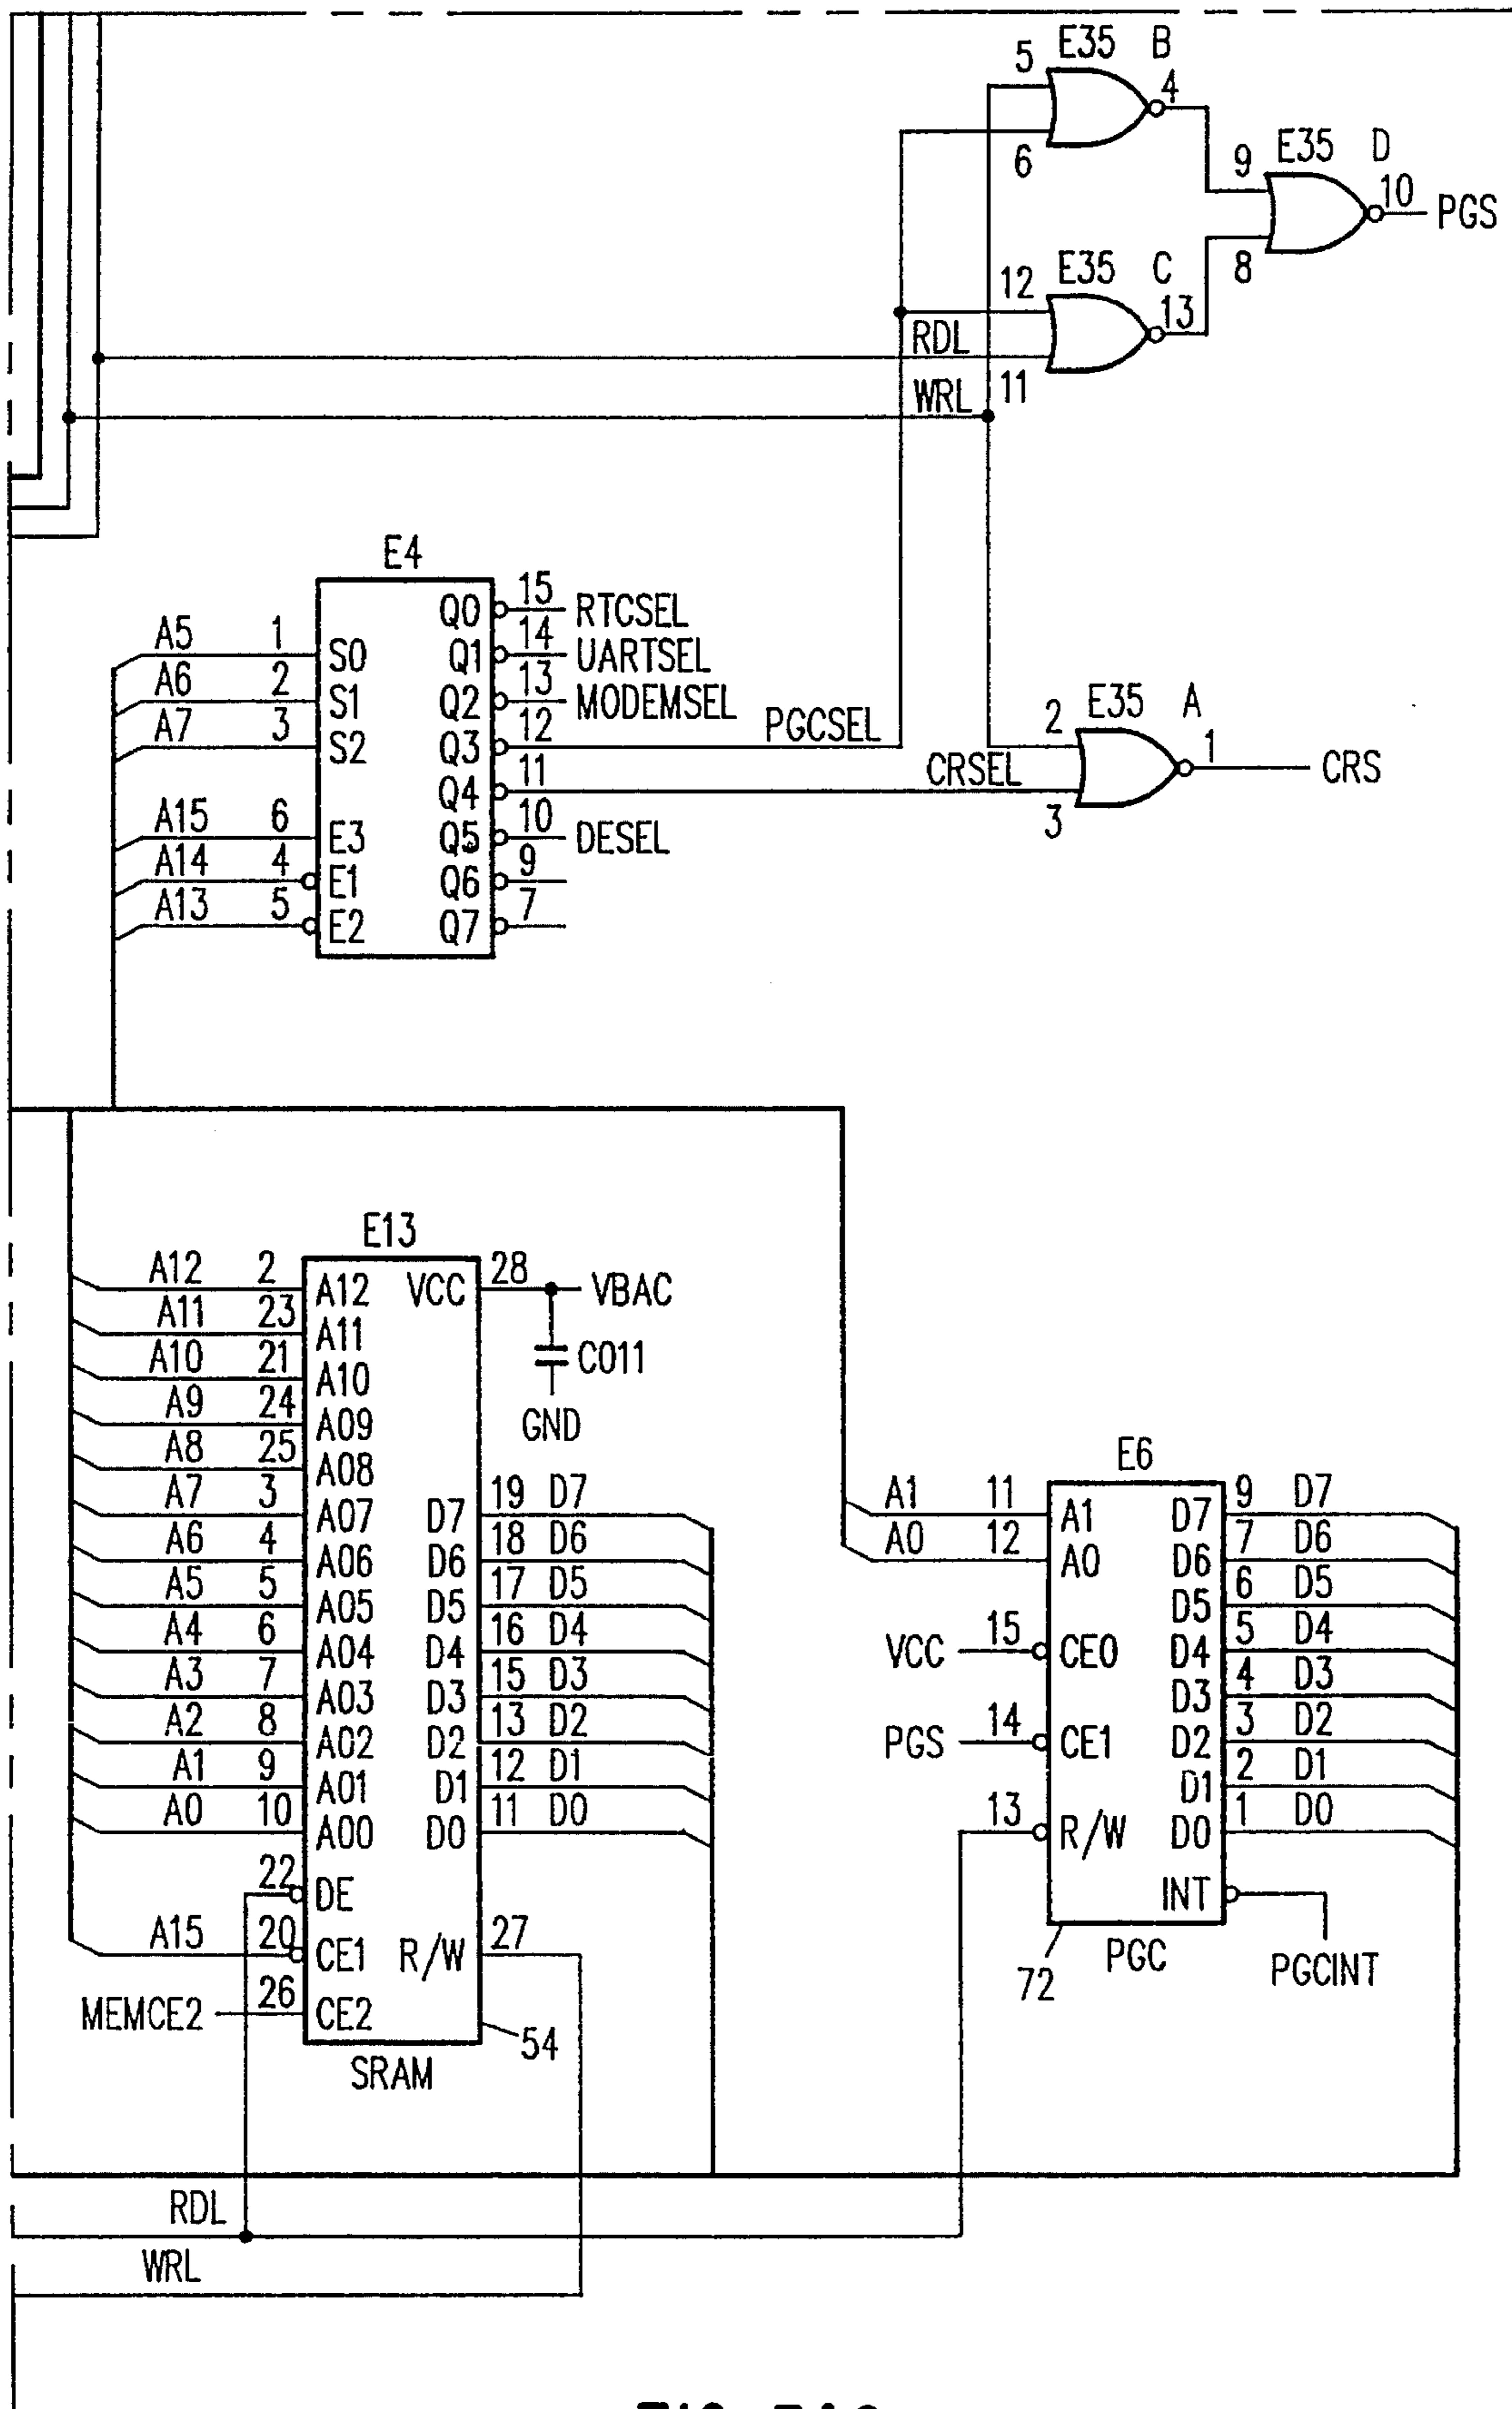 E35 B
5
4
6
E35 D
9
10
PGS
8
E35 C
12
13
RDL
11
WRL
E4
Q0 15 RTCSEL
A5 1 S0 Q1 14 UARTSEL
A6 2 S1 Q2 13 MODEMSEL
A7 3 S2 Q3 12 PGCSEL
Q4 11 CRSEL
E35 A
2
1
CRS
3
A15 6 E3 Q5 10 DESEL
A14 4 E1 Q6 9
A13 5 E2 Q7 7
E13
A12 2 A12 VCC 28 VBAC
A11 23 A11
A10 21 A10
C011
A9 24 A09
GND
A8 25 A08
A7 3 A07 D7 19 D7
A6 4 A06 D6 18 D6
A5 5 A05 D5 17 D5
A4 6 A04 D4 16 D4
A3 7 A03 D3 15 D3
A2 8 A02 D2 13 D2
A1 9 A01 D1 12 D1
A0 10 A00 D0 11 D0
22 DE
A15 20 CE1 R/W 27
MEMCE2 26 CE2
54
SRAM
E6
A1 11 A1 D7 9 D7
A0 12 A0 D6 7 D6
D5 6 D5
VCC 15 CE0 D4 5 D4
D3 4 D3
PGS 14 CE1 D2 3 D2
D1 2 D1
13 R/W D0 1 D0
INT
72
PGC
PGCINT
RDL
WRL